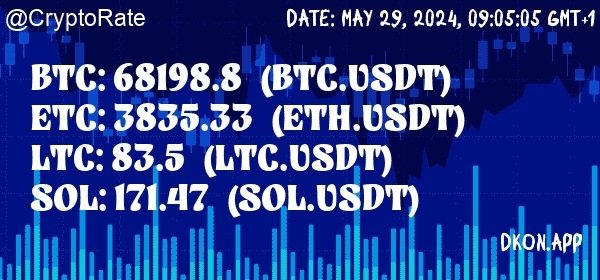 @CryptoRate
DATE: MAY 29, 2024, 09:05:05 GMT+1
BTC: 68198.8 (BTC.USDT)
ETC: 3835.33 (ETH.USDT)
LTC: 83.5 (LTC.USDT)
SOL: 171.47 (SOL.USDT)
DKON.APP